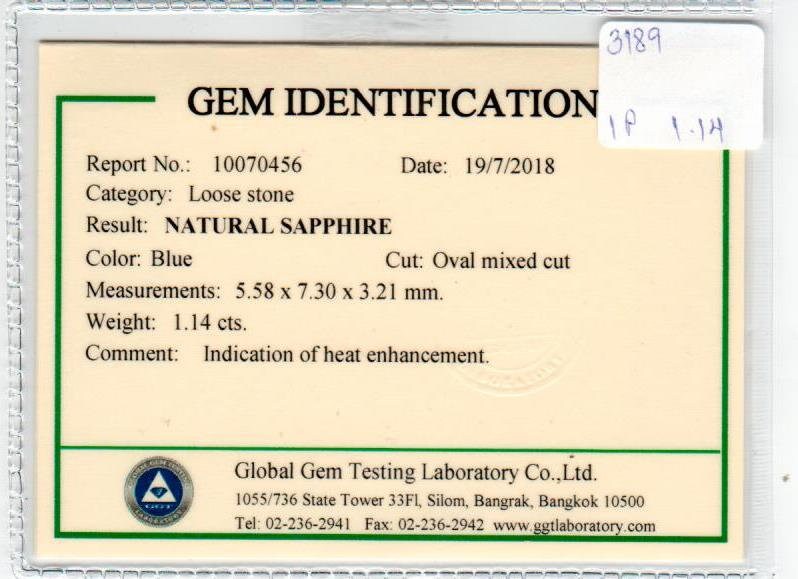 3189
1P 1.14
GEM IDENTIFICATION
Report No.: 10070456 Date: 19/7/2018
Category: Loose stone
Result: NATURAL SAPPHIRE
Color: Blue Cut: Oval mixed cut
Measurements: 5.58 x 7.30 x 3.21 mm.
Weight: 1.14 cts.
Comment: Indication of heat enhancement.
GGT
Global Gem Testing Laboratory Co.,Ltd.
1055/736 State Tower 33Fl, Silom, Bangrak, Bangkok 10500
Tel: 02-236-2941 Fax: 02-236-2942 www.ggtlaboratory.com